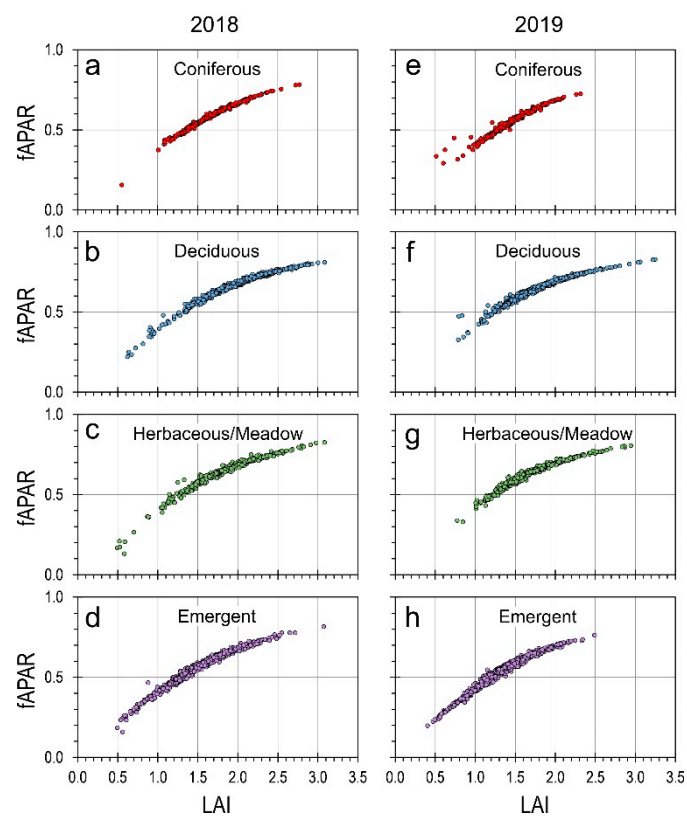 2018 2019
a Coniferous
e Coniferous
1.0
0.5
0.0
fAPAR
b Deciduous
f Deciduous
1.0
0.5
0.0
fAPAR
c Herbaceous/Meadow
g Herbaceous/Meadow
1.0
0.5
0.0
fAPAR
d Emergent
h Emergent
1.0
0.5
0.0
fAPAR
0.0 0.5 1.0 1.5 2.0 2.5 3.0 3.5
0.0 0.5 1.0 1.5 2.0 2.5 3.0 3.5
LAI LAI